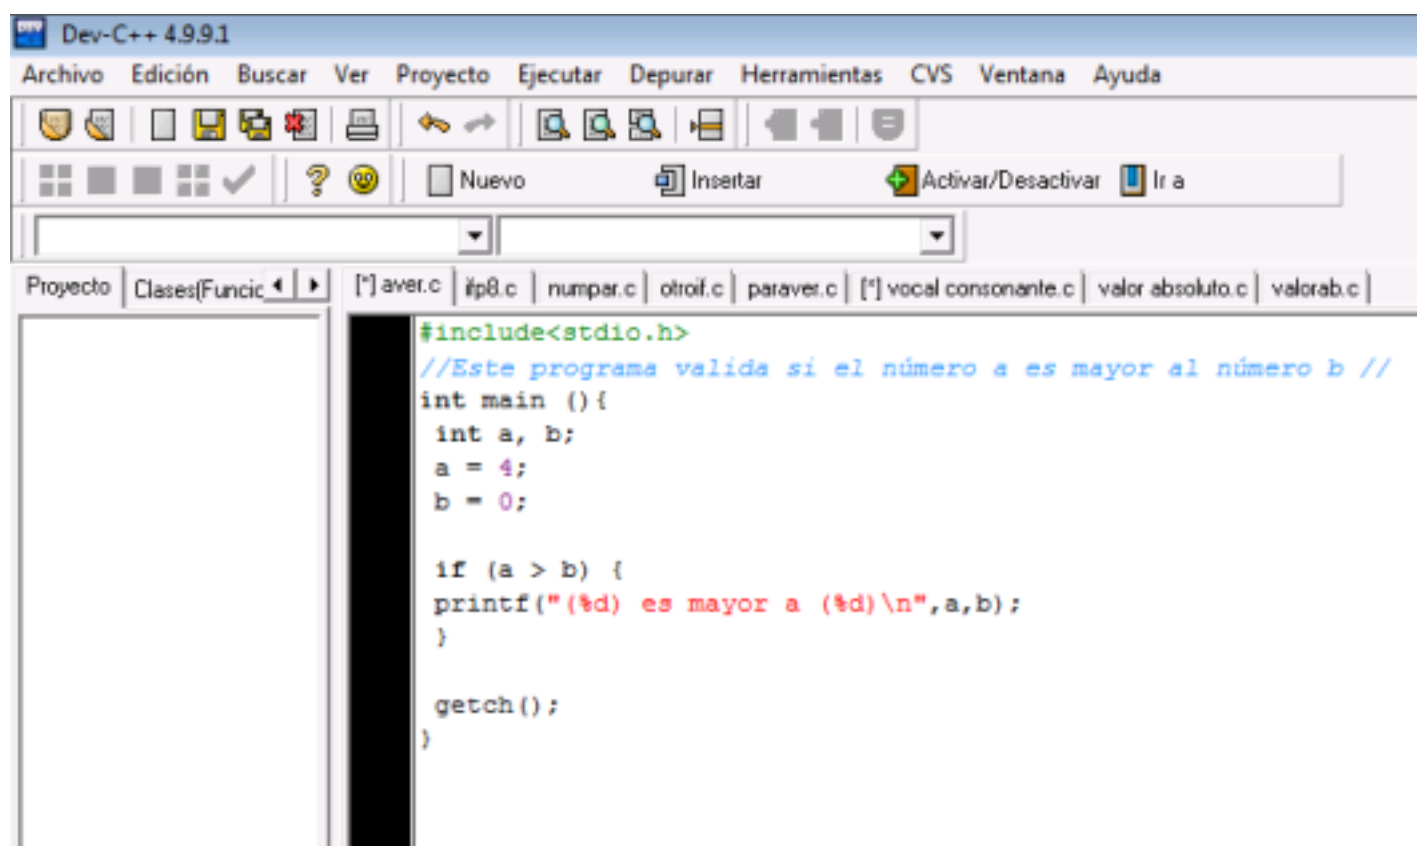 Dev-C++ 4.9.9.1
Archivo Edición Buscar Ver Proyecto Ejecutar Depurar Herramientas CVS Ventana Ayuda
Nuevo Insertar Activar/Desactivar Ir a
Proyecto Clases(Funcic [*] aver.c ifp8.c numpar.c otroif.c paraver.c [*] vocal consonante.c valor absoluto.c valorab.c
#include<stdio.h>
//Este programa valida si el número a es mayor al número b //
int main (){
int a, b;
a = 4;
b = 0;
if (a > b) {
printf("(%d) es mayor a (%d)\n",a,b);
}
getch();
}